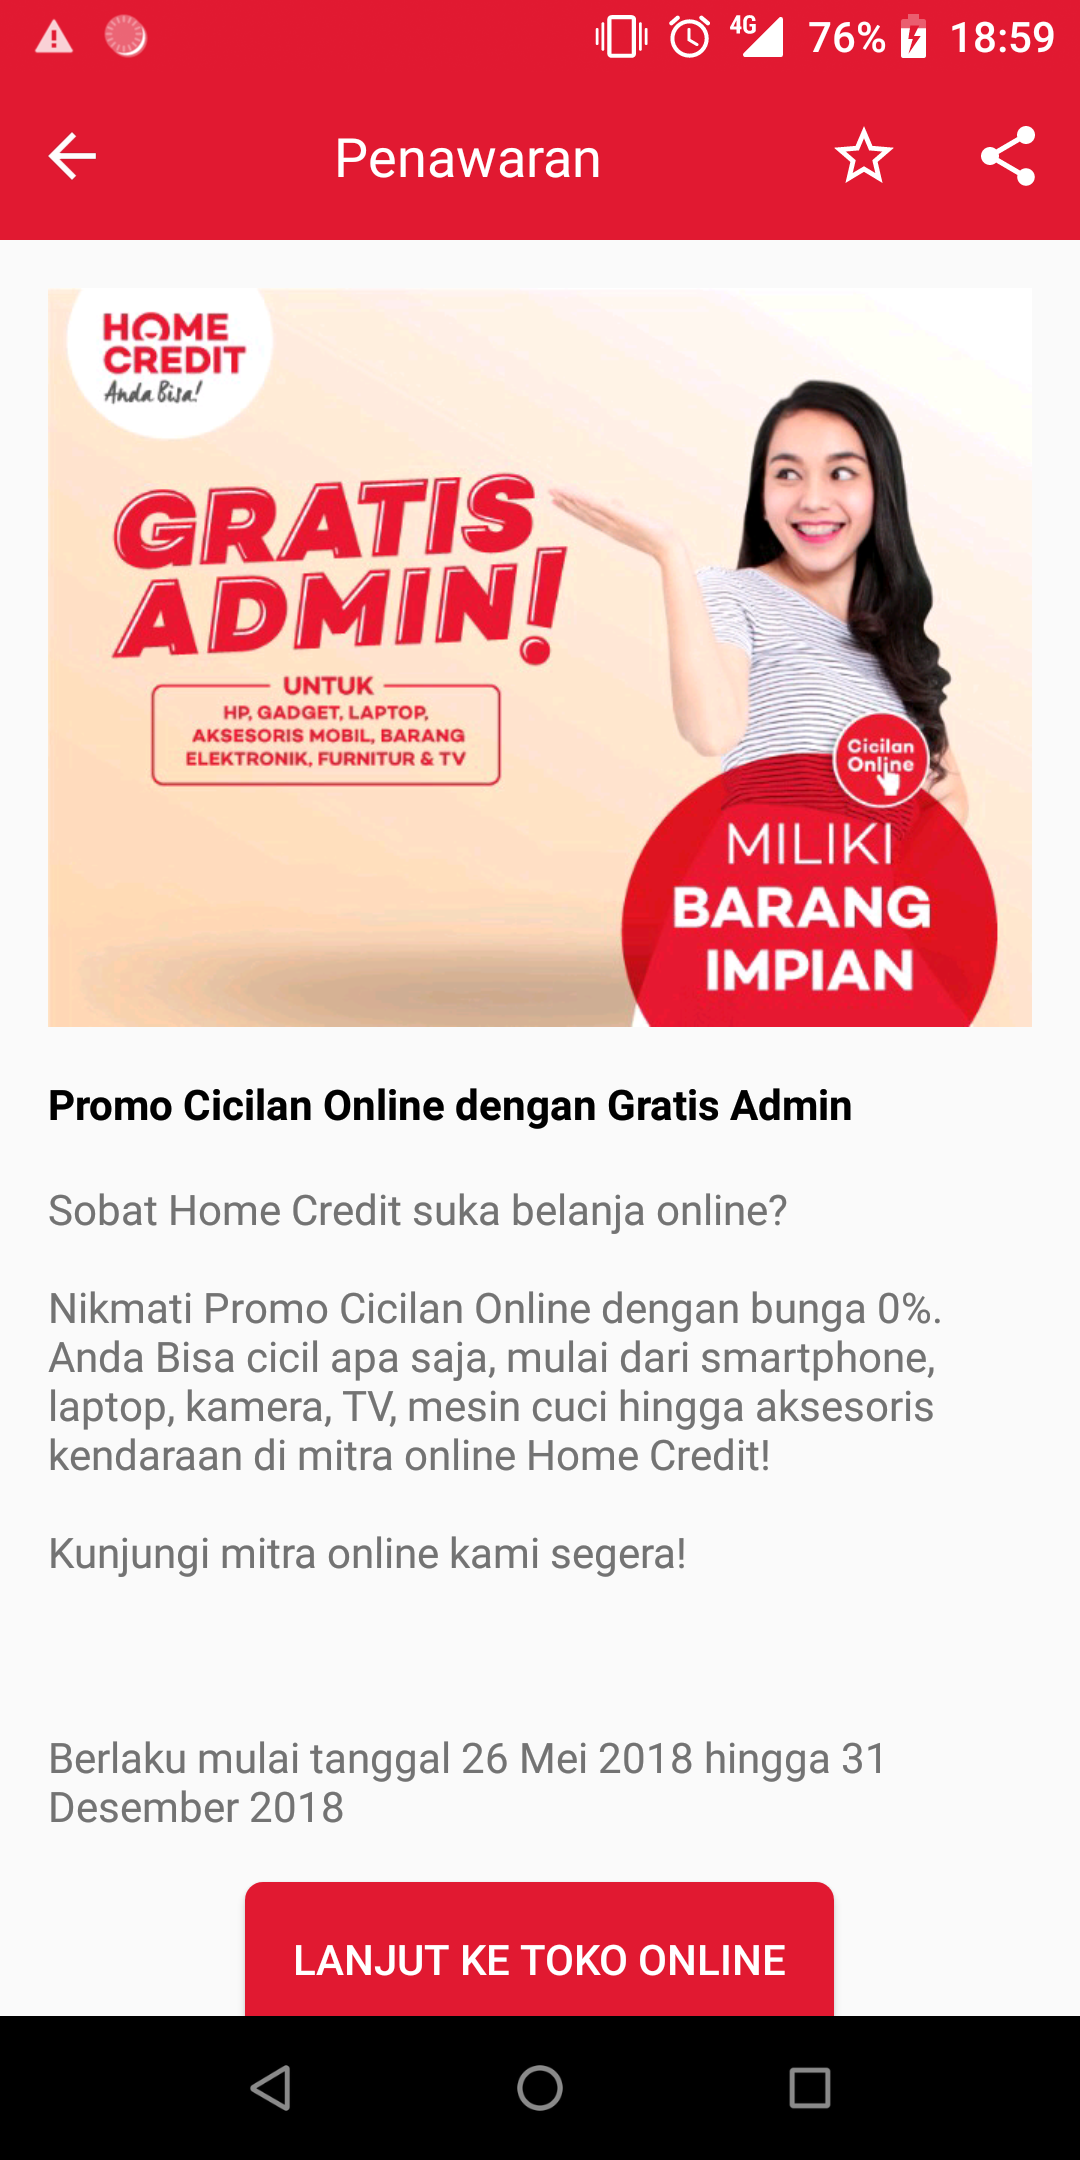 4G 76% 18:59
Penawaran
HOME
CREDIT
Anda Bisa!
GRATIS
ADMIN!
UNTUK
HP, GADGET, LAPTOP,
AKSESORIS MOBIL, BARANG
ELEKTRONIK, FURNITUR & TV
Cicilan
Online
MILIKI
BARANG
IMPIAN
Promo Cicilan Online dengan Gratis Admin
Sobat Home Credit suka belanja online?
Nikmati Promo Cicilan Online dengan bunga 0%.
Anda Bisa cicil apa saja, mulai dari smartphone,
laptop, kamera, TV, mesin cuci hingga aksesoris
kendaraan di mitra online Home Credit!
Kunjungi mitra online kami segera!
Berlaku mulai tanggal 26 Mei 2018 hingga 31
Desember 2018
LANJUT KE TOKO ONLINE